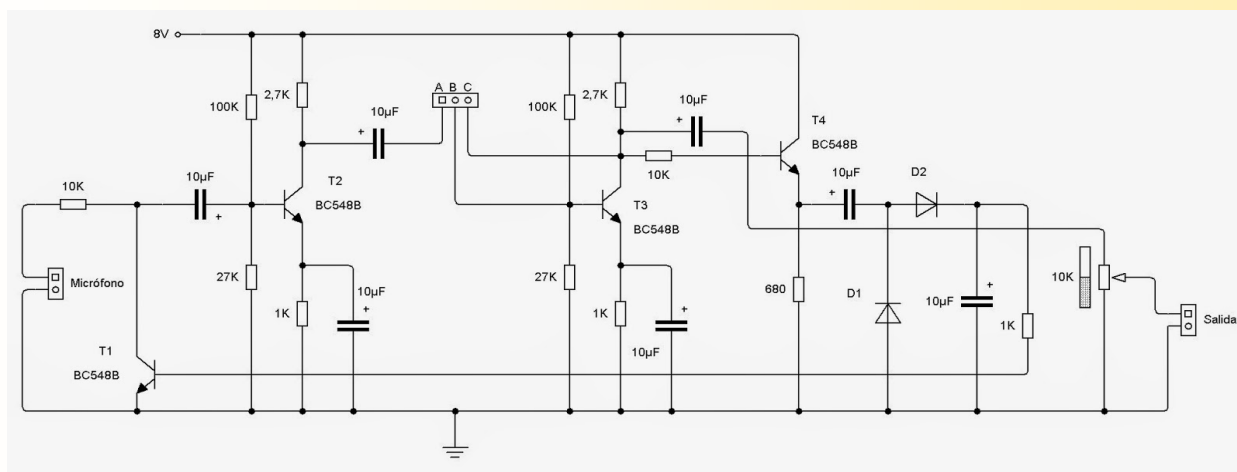 8V
A B C
100K
2,7K
10µF
100K
2,7K
10µF
T4
BC548B
10K
10µF
T2
BC548B
10K
T3
BC548B
10µF
D2
Micrófono
27K
1K
10µF
27K
1K
10µF
680
D1
10µF
1K
10K
Salida
T1
BC548B
+
+
+
+
+
+
+